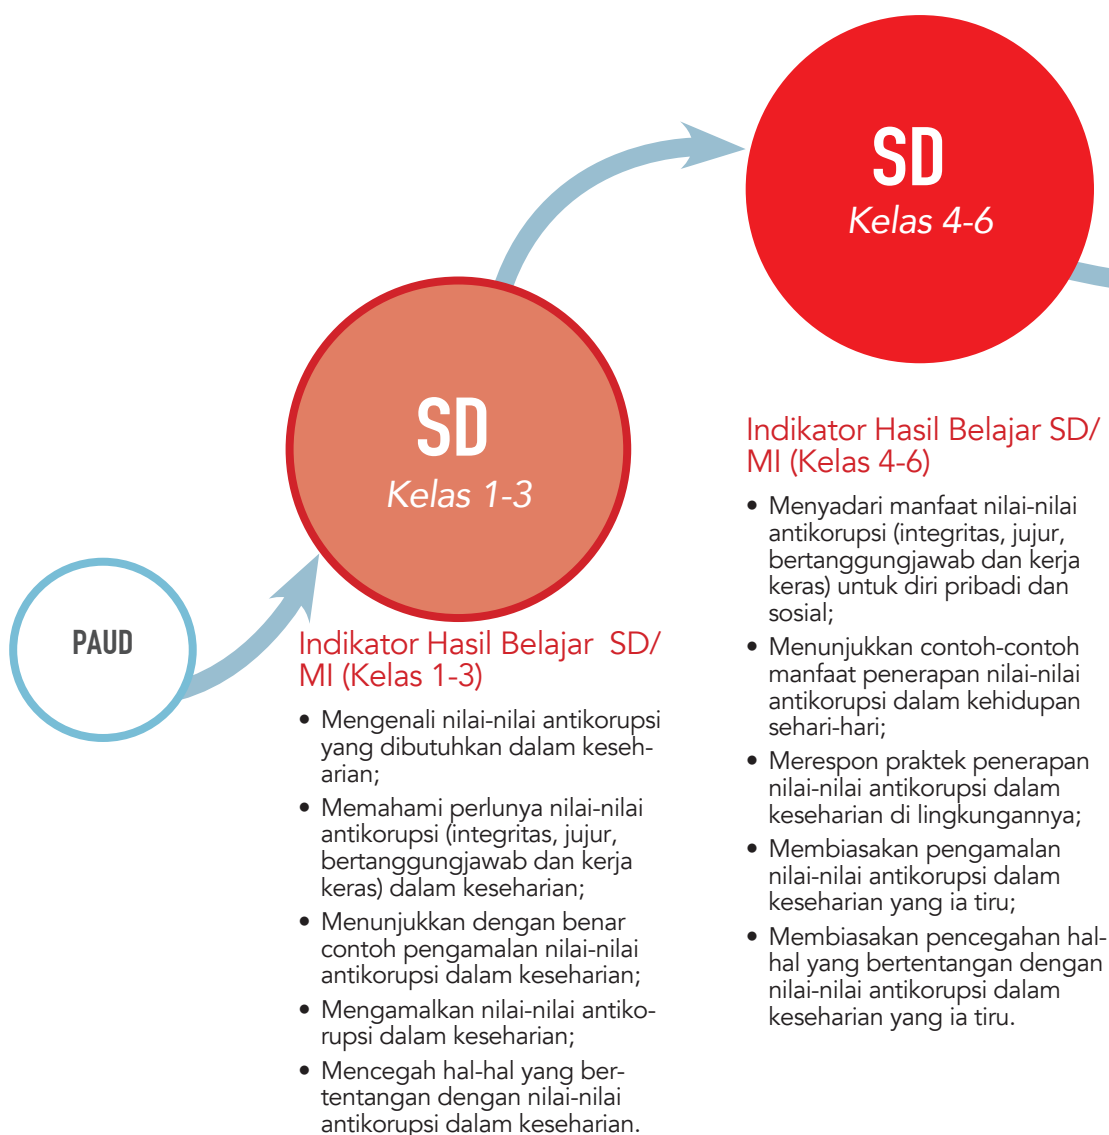 PAUD
SD
Kelas 1-3
Indikator Hasil Belajar SD/
MI (Kelas 1-3)
• Mengenali nilai-nilai antikorupsi
yang dibutuhkan dalam keseh-
arian;
• Memahami perlunya nilai-nilai
antikorupsi (integritas, jujur,
bertanggungjawab dan kerja
keras) dalam keseharian;
• Menunjukkan dengan benar
contoh pengamalan nilai-nilai
antikorupsi dalam keseharian;
• Mengamalkan nilai-nilai antiko-
rupsi dalam keseharian;
• Mencegah hal-hal yang ber-
tentangan dengan nilai-nilai
antikorupsi dalam keseharian.
SD
Kelas 4-6
Indikator Hasil Belajar SD/
MI (Kelas 4-6)
• Menyadari manfaat nilai-nilai
antikorupsi (integritas, jujur,
bertanggungjawab dan kerja
keras) untuk diri pribadi dan
sosial;
• Menunjukkan contoh-contoh
manfaat penerapan nilai-nilai
antikorupsi dalam kehidupan
sehari-hari;
• Merespon praktek penerapan
nilai-nilai antikorupsi dalam
keseharian di lingkungannya;
• Membiasakan pengamalan
nilai-nilai antikorupsi dalam
keseharian yang ia tiru;
• Membiasakan pencegahan hal-
hal yang bertentangan dengan
nilai-nilai antikorupsi dalam
keseharian yang ia tiru.